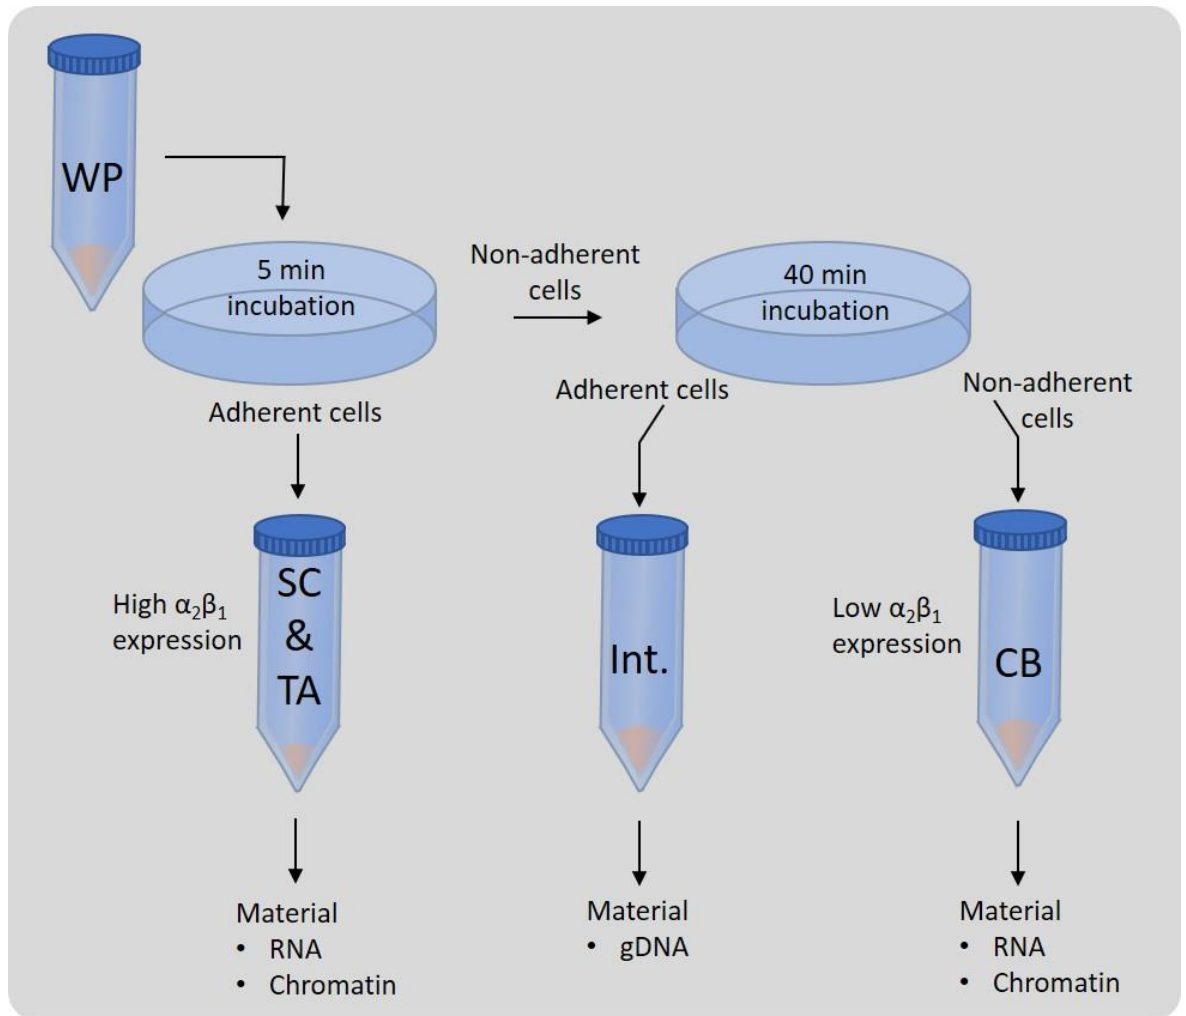 WP
5 min
incubation
Non-adherent
cells
40 min
incubation
Adherent cells
Adherent cells
Non-adherent
cells
High α₂β₁
expression
SC
&
TA
Int.
Low α₂β₁
expression
CB
Material
• RNA
• Chromatin
Material
• gDNA
Material
• RNA
• Chromatin